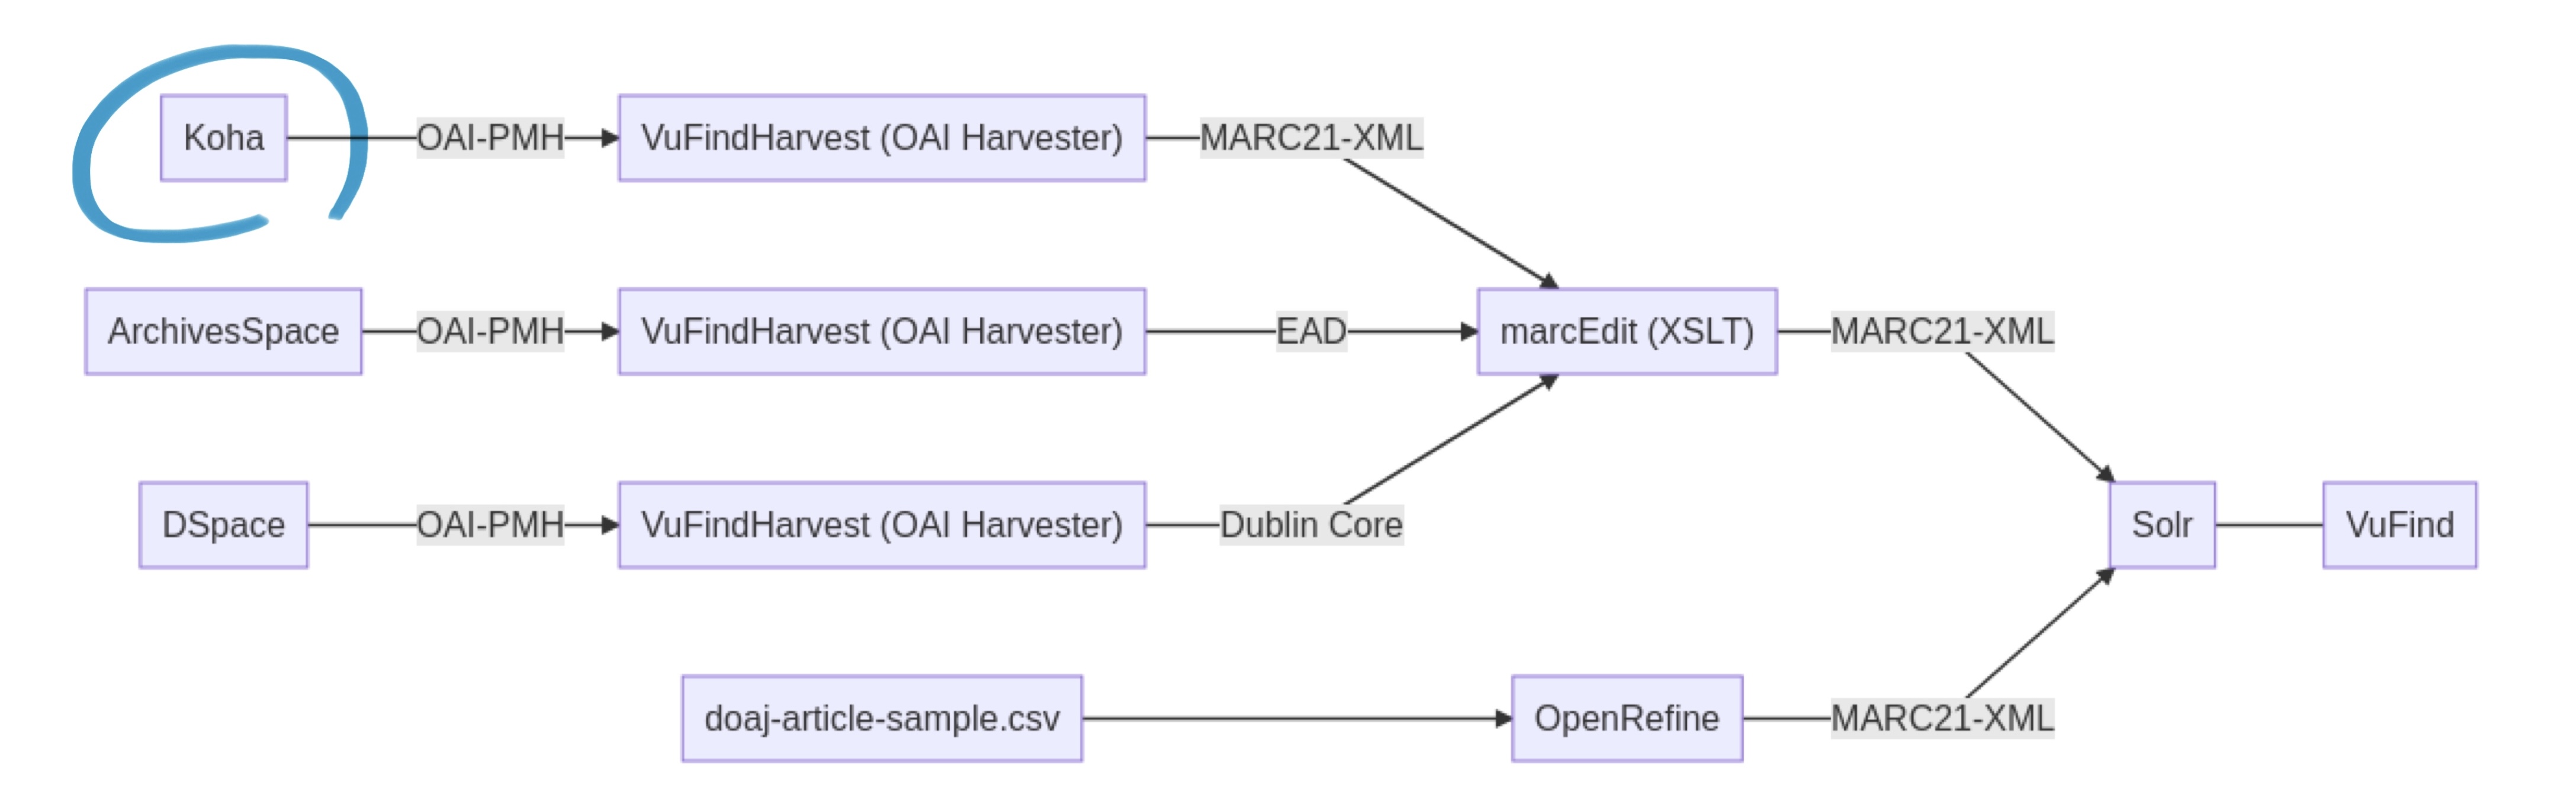 Koha OAI-PMH VuFindHarvest (OAI Harvester) MARC21-XML
ArchivesSpace OAI-PMH VuFindHarvest (OAI Harvester) EAD marcEdit (XSLT) MARC21-XML
DSpace OAI-PMH VuFindHarvest (OAI Harvester) Dublin Core Solr VuFind
doaj-article-sample.csv OpenRefine MARC21-XML